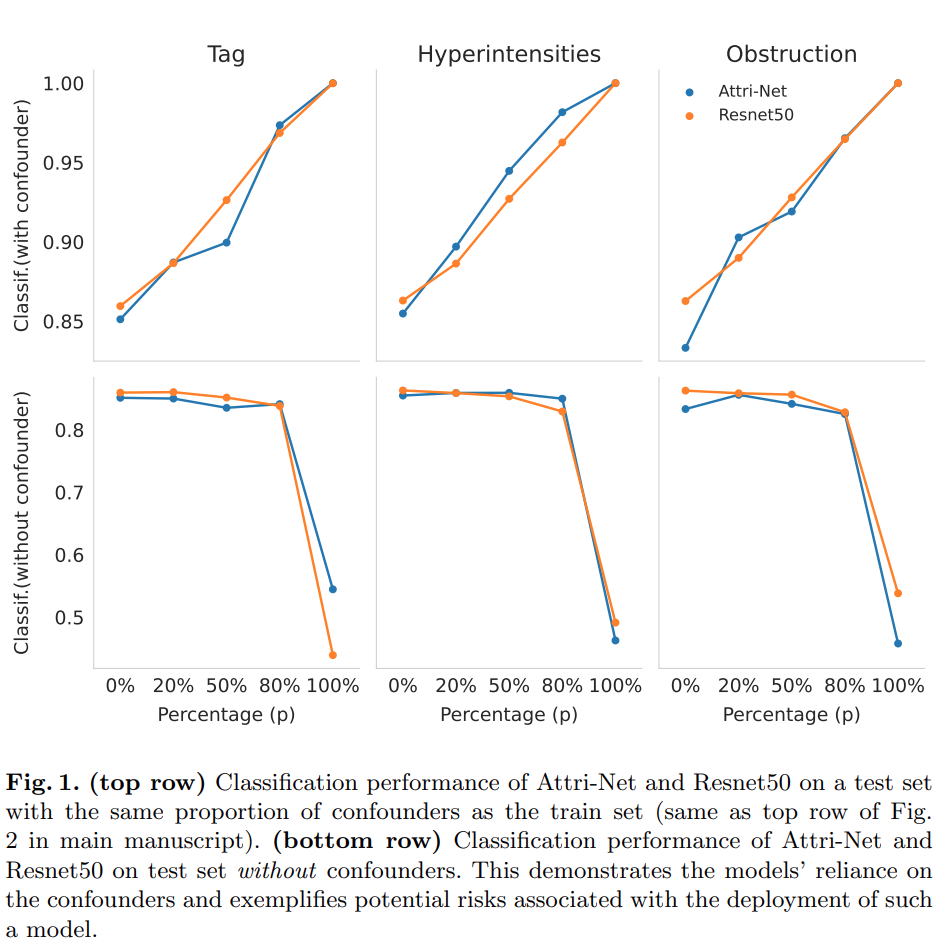 Tag
Hyperintensities
Obstruction
Classif.(with confounder)
1.00
0.95
0.90
0.85
Attri-Net
Resnet50
Classif.(without confounder)
0.8
0.7
0.6
0.5
0% 20% 50% 80% 100%
0% 20% 50% 80% 100%
0% 20% 50% 80% 100%
Percentage (p)
Percentage (p)
Percentage (p)
Fig. 1. (top row) Classification performance of Attri-Net and Resnet50 on a test set
with the same proportion of confounders as the train set (same as top row of Fig.
2 in main manuscript). (bottom row) Classification performance of Attri-Net and
Resnet50 on test set without confounders. This demonstrates the models' reliance on
the confounders and exemplifies potential risks associated with the deployment of such
a model.